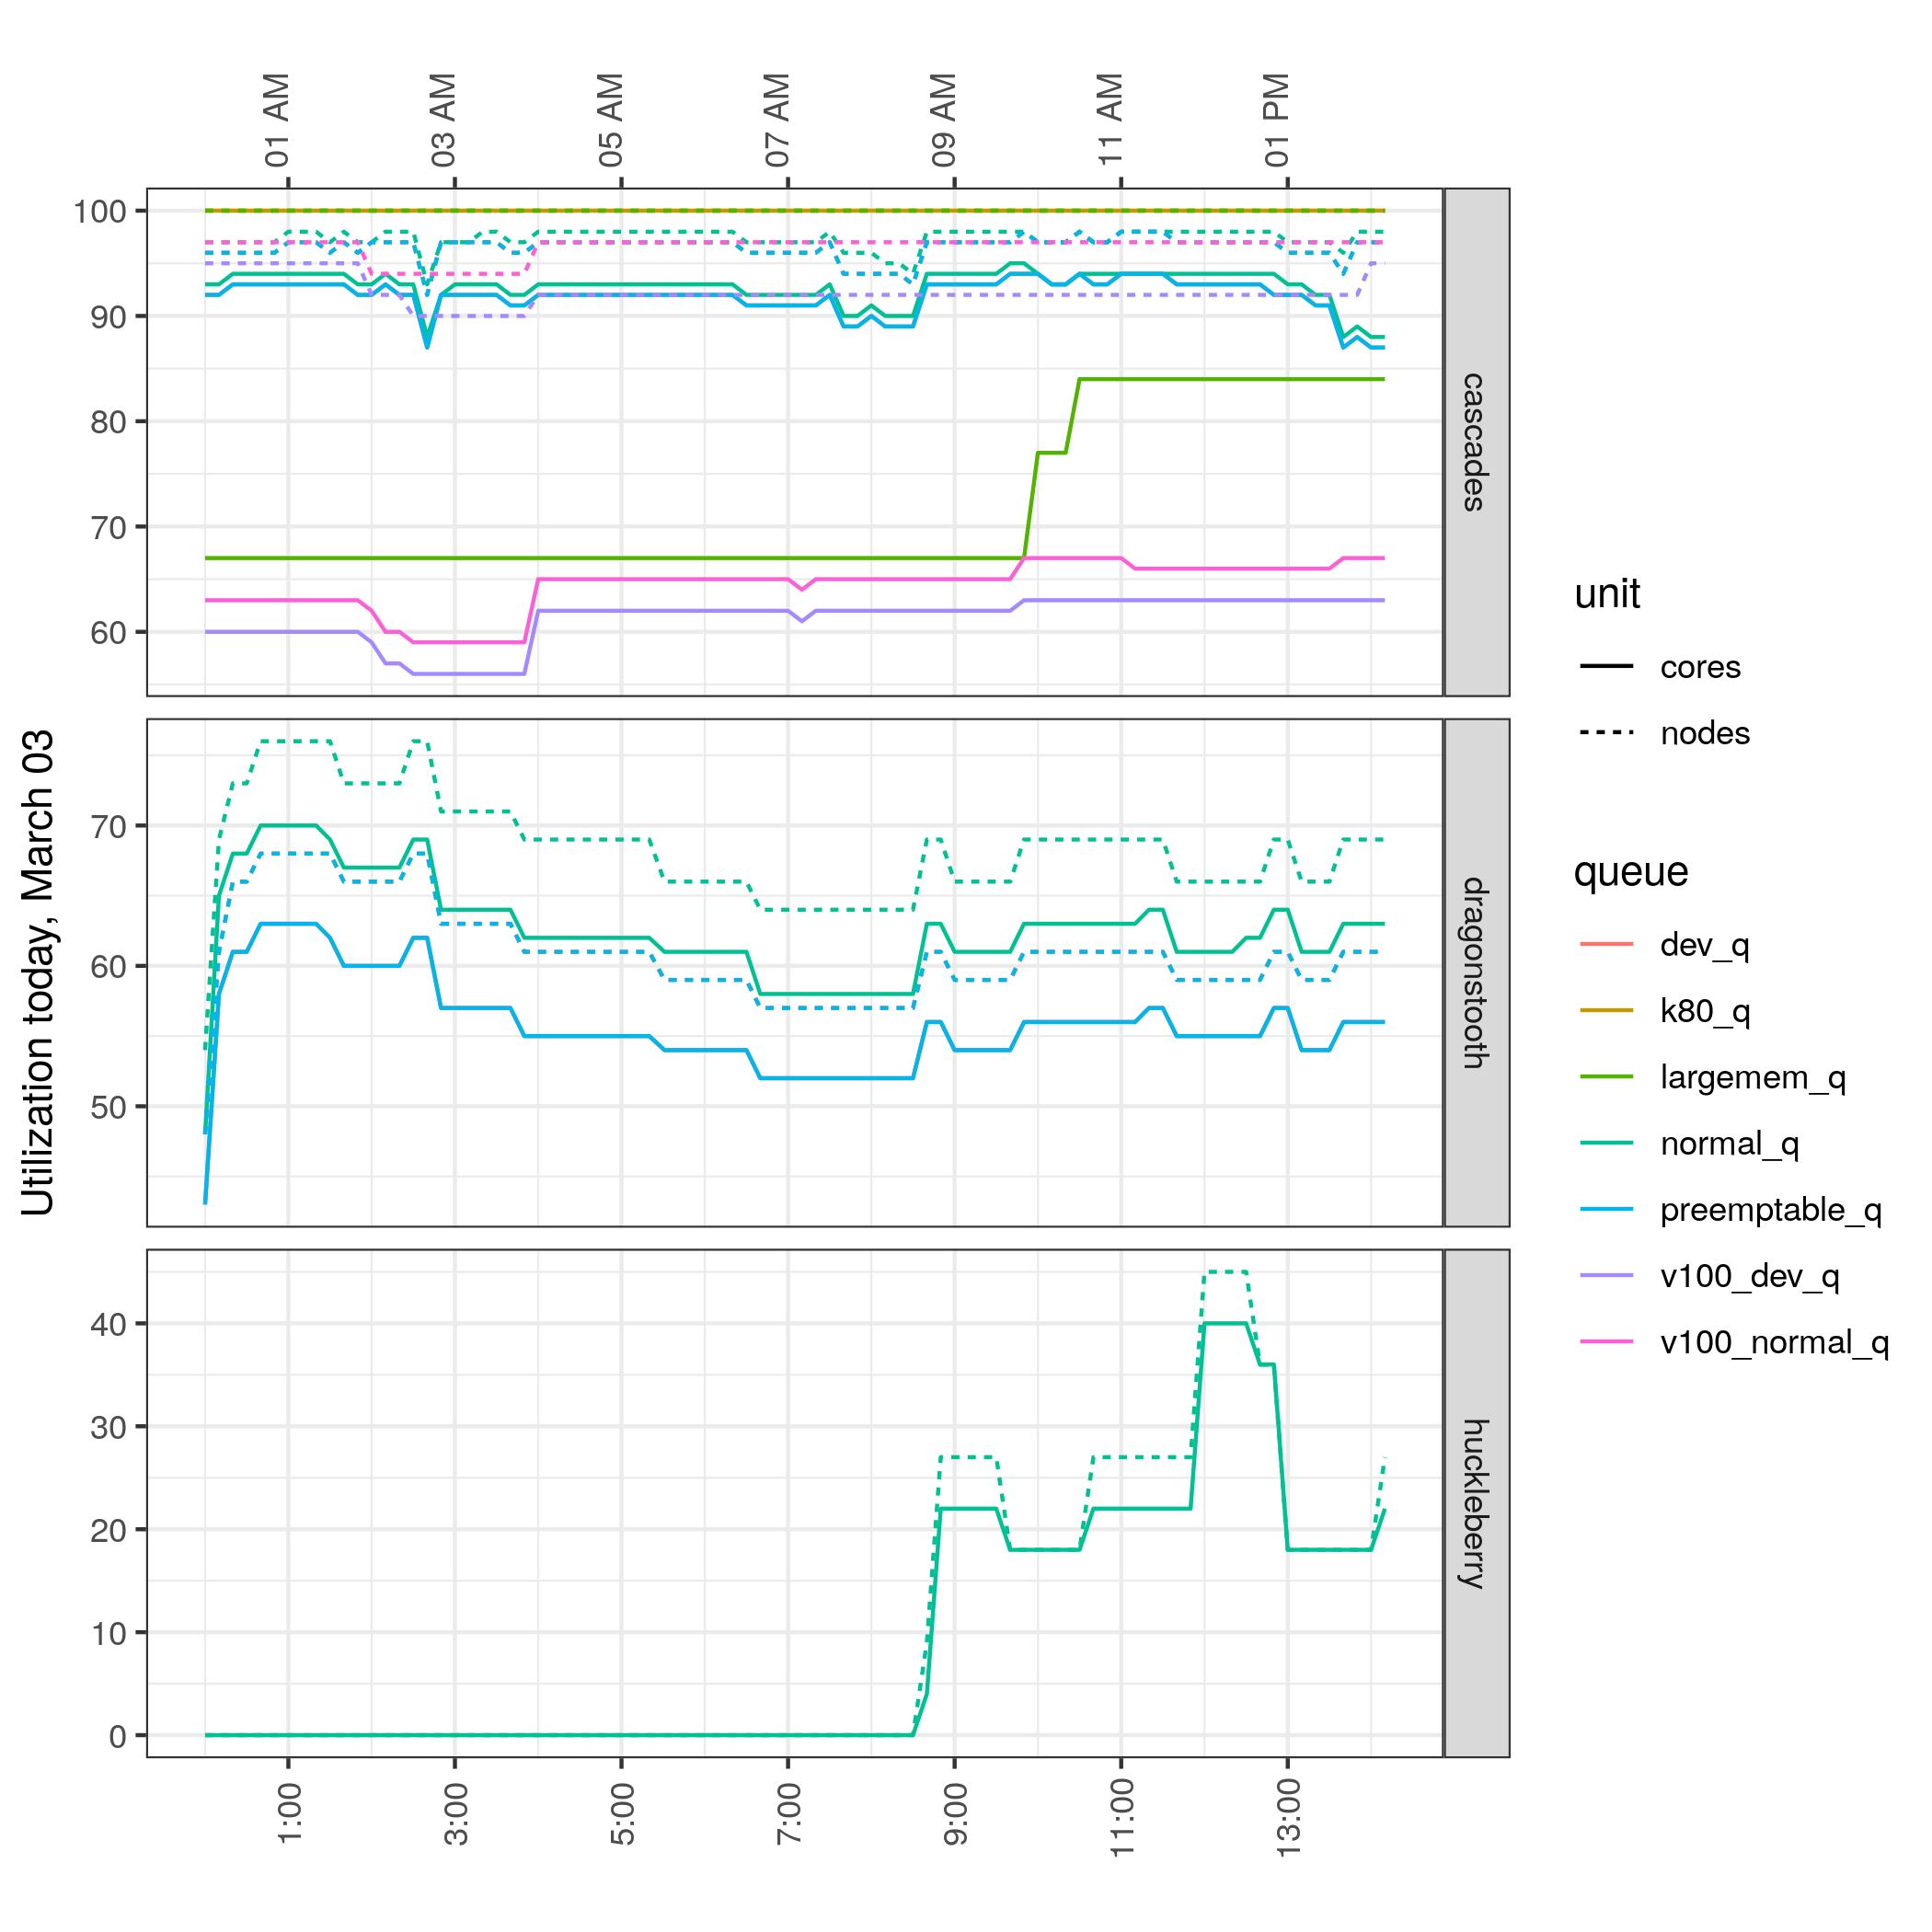 01 AM
03 AM
05 AM
07 AM
09 AM
11 AM
01 PM
Utilization today, March 03
100
90
80
70
60
cascades
70
60
50
dragonstooth
40
30
20
10
0
huckleberry
1:00
3:00
5:00
7:00
9:00
11:00
13:00
unit
cores
nodes
queue
dev_q
k80_q
largemem_q
normal_q
preemptable_q
v100_dev_q
v100_normal_q